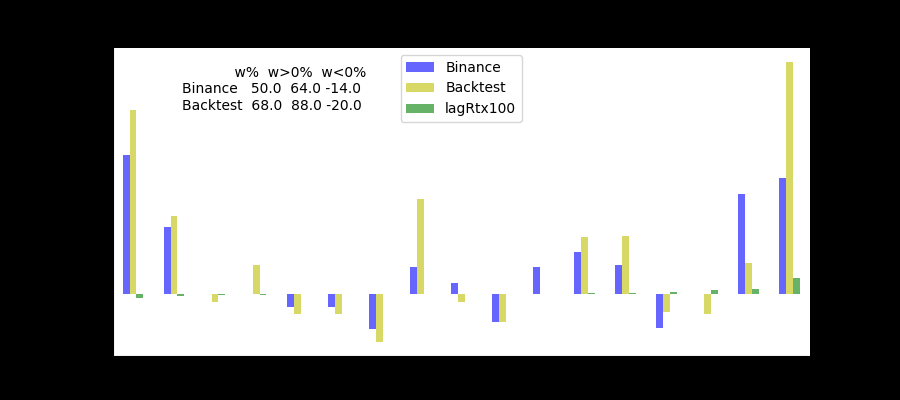 w% w>0% w<0%
Binance 50.0 64.0 -14.0
Backtest 68.0 88.0 -20.0
Binance
Backtest
lagRtx100